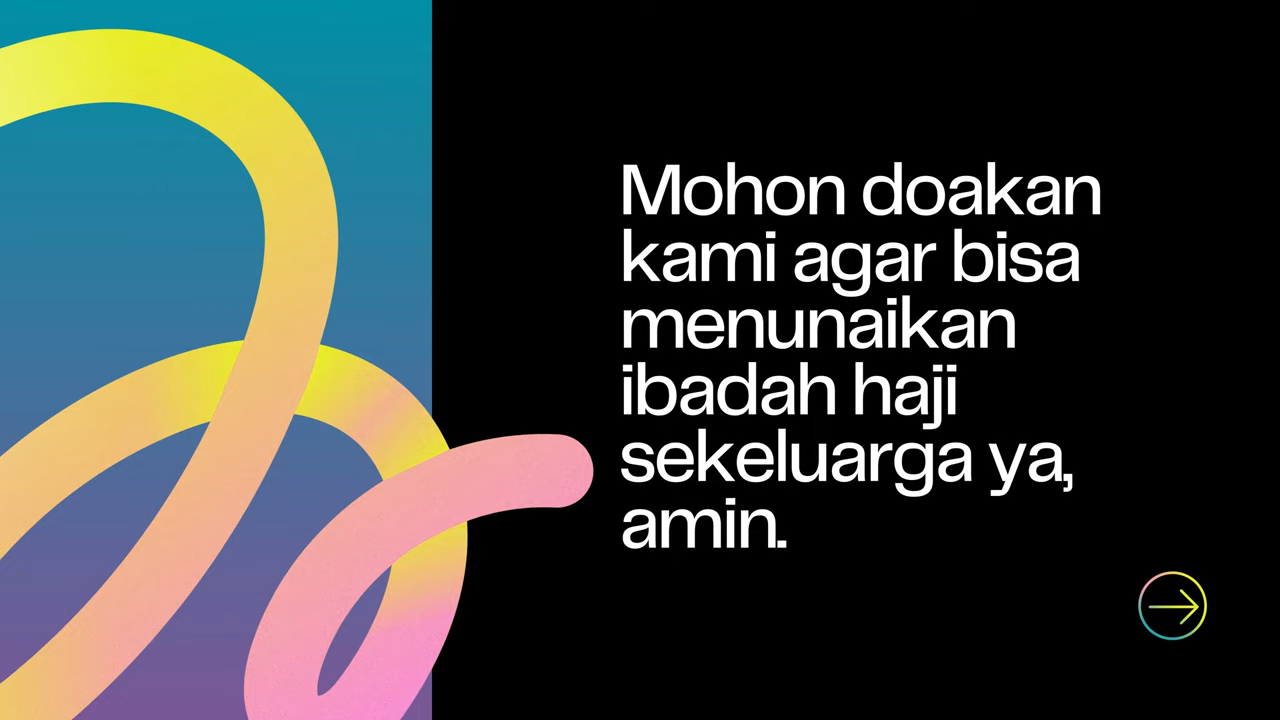 Mohon doakan
kami agar bisa
menunaikan
ibadah haji
sekeluarga ya,
amin.